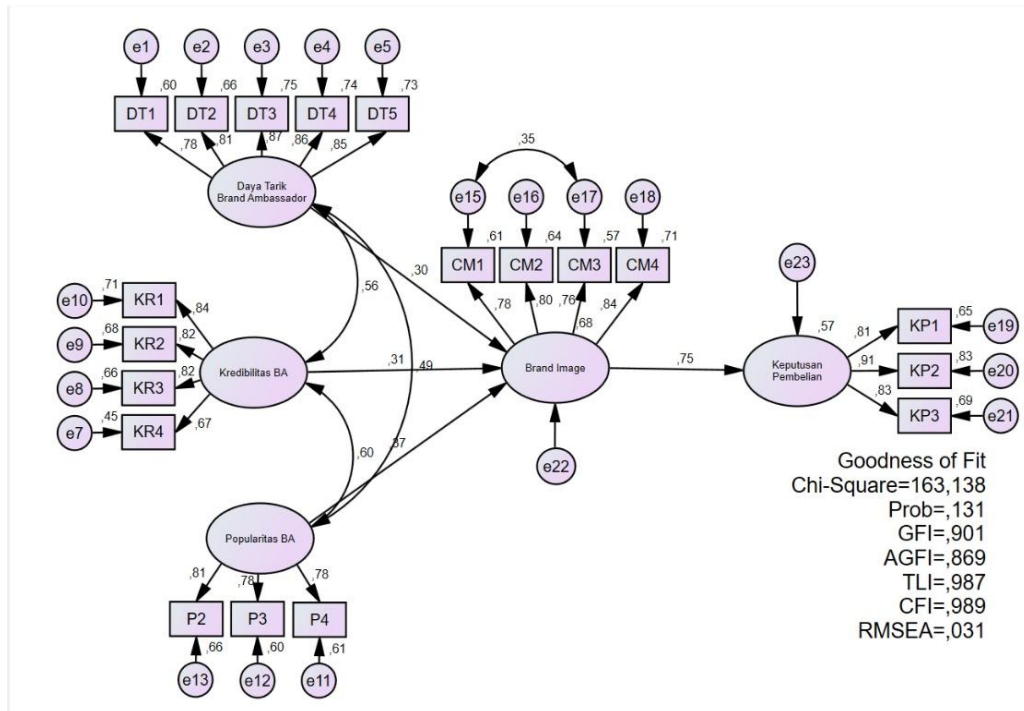 e1 e2 e3 e4 e5
,60 ,66 ,75 ,74 ,73
DT1 DT2 DT3 DT4 DT5
,78 ,81 ,87 ,86 ,85
Daya Tarik
Brand Ambassador
,35
e15 e16 e17 e18
,61 ,64 ,57 ,71
CM1 CM2 CM3 CM4
,78 ,80 ,76 ,84
,68
Brand Image
e22
,30
,56
,31 ,49
,37
,60
e10 ,71 KR1 ,84
e9 ,68 KR2 ,82
e8 ,66 KR3 ,82
e7 ,45 KR4 ,67
Kredibilitas BA
Popularitas BA
,81 ,78 ,78
P2 P3 P4
,66 ,60 ,61
e13 e12 e11
,75
e23
,57
Keputusan
Pembelian
,81 KP1 ,65 e19
,91 KP2 ,83 e20
,83 KP3 ,69 e21
Goodness of Fit
Chi-Square=163,138
Prob=,131
GFI=,901
AGFI=,869
TLI=,987
CFI=,989
RMSEA=,031